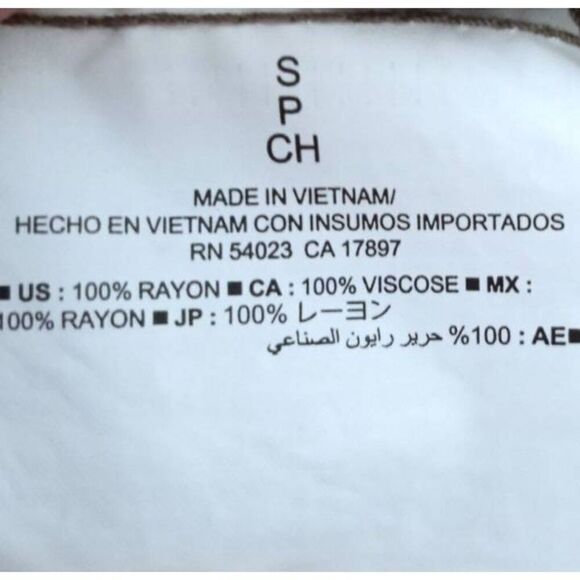 S
P
CH
MADE IN VIETNAM/
HECHO EN VIETNAM CON INSUMOS IMPORTADOS
RN 54023 CA 17897
■ US : 100% RAYON ■ CA : 100% VISCOSE ■ MX :
100% RAYON ■ JP : 100% レーヨン
■AE : 100% حرير رايون الصناعي